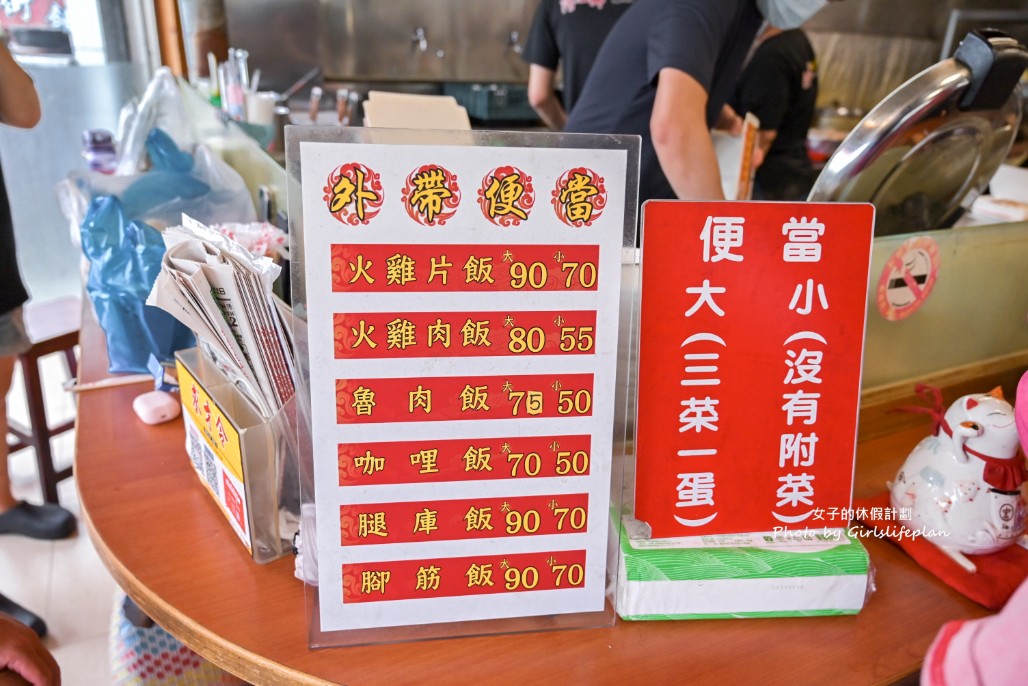 外帶便當
火雞片飯 大90 小70
火雞肉飯 大80 小55
魯肉飯 大75 小50
咖哩飯 大70 小50
腿庫飯 大90 小70
腳筋飯 大90 小70
便當
大(三菜一蛋)
小(沒有附菜)
女子的休假計劃
Photo by Girlslifeplan